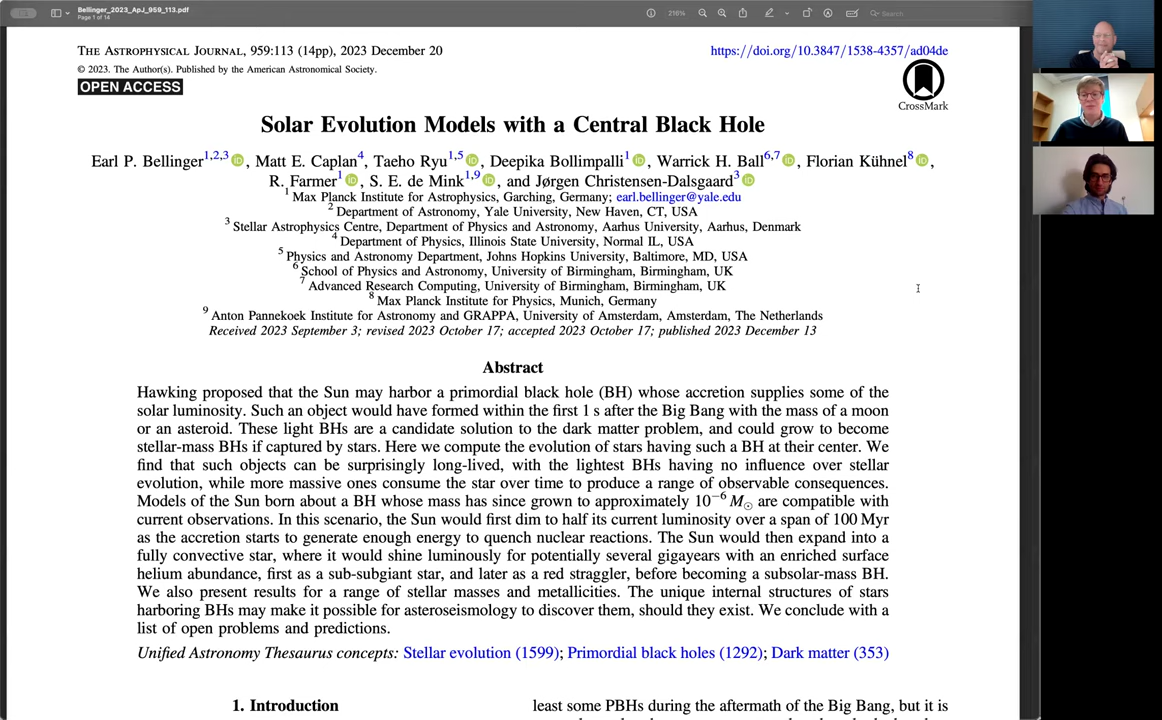 Bellinger_2023_ApJ_959_113.pdf
Page 1 of 14
216%
Search
THE ASTROPHYSICAL JOURNAL, 959:113 (14pp), 2023 December 20
https://doi.org/10.3847/1538-4357/ad04de
© 2023. The Author(s). Published by the American Astronomical Society.
OPEN ACCESS
CrossMark
Solar Evolution Models with a Central Black Hole
Earl P. Bellinger1,2,3 iD, Matt E. Caplan4, Taeho Ryu1,5 iD, Deepika Bollimpalli1 iD, Warrick H. Ball6,7 iD, Florian Kühnel8 iD,
R. Farmer1 iD, S. E. de Mink1,9 iD, and Jørgen Christensen-Dalsgaard3 iD
1 Max Planck Institute for Astrophysics, Garching, Germany; earl.bellinger@yale.edu
2 Department of Astronomy, Yale University, New Haven, CT, USA
3 Stellar Astrophysics Centre, Department of Physics and Astronomy, Aarhus University, Aarhus, Denmark
4 Department of Physics, Illinois State University, Normal IL, USA
5 Physics and Astronomy Department, Johns Hopkins University, Baltimore, MD, USA
6 School of Physics and Astronomy, University of Birmingham, Birmingham, UK
7 Advanced Research Computing, University of Birmingham, Birmingham, UK
8 Max Planck Institute for Physics, Munich, Germany
9 Anton Pannekoek Institute for Astronomy and GRAPPA, University of Amsterdam, Amsterdam, The Netherlands
Received 2023 September 3; revised 2023 October 17; accepted 2023 October 17; published 2023 December 13
Abstract
Hawking proposed that the Sun may harbor a primordial black hole (BH) whose accretion supplies some of the
solar luminosity. Such an object would have formed within the first 1 s after the Big Bang with the mass of a moon
or an asteroid. These light BHs are a candidate solution to the dark matter problem, and could grow to become
stellar-mass BHs if captured by stars. Here we compute the evolution of stars having such a BH at their center. We
find that such objects can be surprisingly long-lived, with the lightest BHs having no influence over stellar
evolution, while more massive ones consume the star over time to produce a range of observable consequences.
Models of the Sun born about a BH whose mass has since grown to approximately 10−6 M⊙ are compatible with
current observations. In this scenario, the Sun would first dim to half its current luminosity over a span of 100 Myr
as the accretion starts to generate enough energy to quench nuclear reactions. The Sun would then expand into a
fully convective star, where it would shine luminously for potentially several gigayears with an enriched surface
helium abundance, first as a sub-subgiant star, and later as a red straggler, before becoming a subsolar-mass BH.
We also present results for a range of stellar masses and metallicities. The unique internal structures of stars
harboring BHs may make it possible for asteroseismology to discover them, should they exist. We conclude with a
list of open problems and predictions.
Unified Astronomy Thesaurus concepts: Stellar evolution (1599); Primordial black holes (1292); Dark matter (353)
1. Introduction
least some PBHs during the aftermath of the Big Bang, but it is